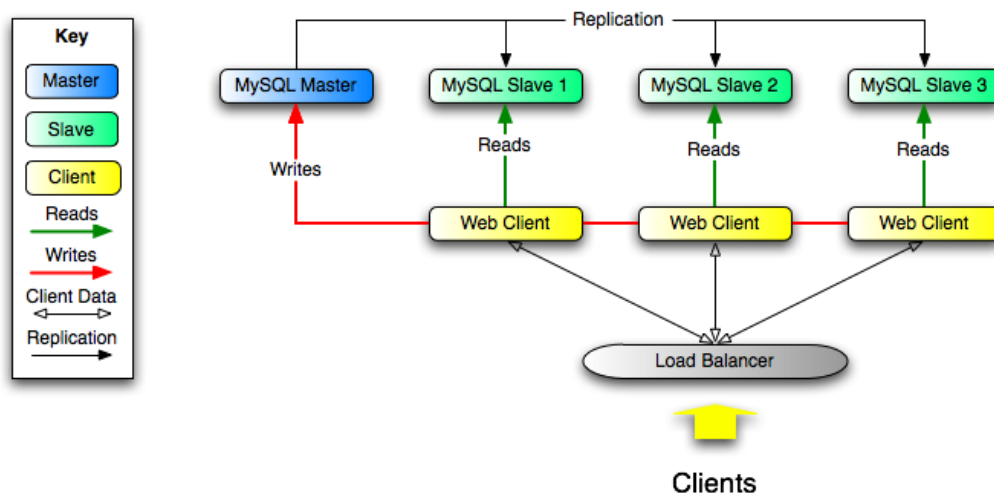 Key
Master
Slave
Client
Reads
Writes
Client Data
Replication
Replication
MySQL Master
MySQL Slave 1
MySQL Slave 2
MySQL Slave 3
Writes
Reads
Reads
Reads
Web Client
Web Client
Web Client
Load Balancer
Clients